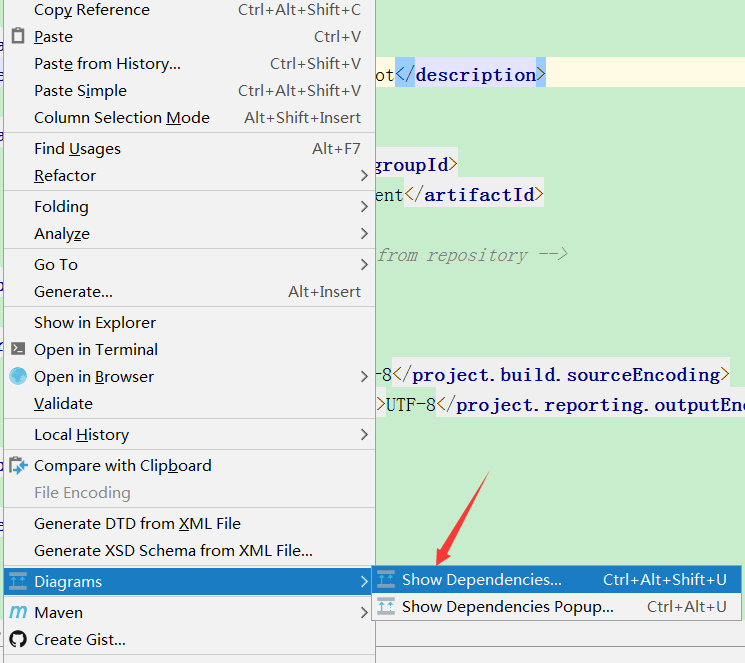 Copy Reference Ctrl+Alt+Shift+C
Paste Ctrl+V
Paste from History... Ctrl+Shift+V
Paste Simple Ctrl+Alt+Shift+V
ot</description>
Column Selection Mode Alt+Shift+Insert
Find Usages Alt+F7
groupId>
Refactor
ent</artifactId>
Folding
Analyze
from repository -->
Go To
Generate... Alt+Insert
Show in Explorer
Open in Terminal
Open in Browser
-8</project.build.sourceEncoding>
Validate
>UTF-8</project.reporting.outputEnc
Local History
Compare with Clipboard
File Encoding
Generate DTD from XML File
Generate XSD Schema from XML File...
Diagrams
Show Dependencies... Ctrl+Alt+Shift+U
Show Dependencies Popup... Ctrl+Alt+U
Maven
Create Gist...